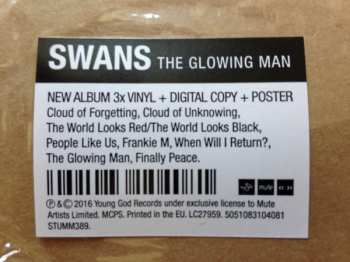 SWANS THE GLOWING MAN
NEW ALBUM 3x VINYL + DIGITAL COPY + POSTER
Cloud of Forgetting, Cloud of Unknowing,
The World Looks Red/The World Looks Black,
People Like Us, Frankie M, When Will I Return?,
The Glowing Man, Finally Peace.
mute
℗ & © 2016 Young God Records under exclusive license to Mute
Artists Limited. MCPS. Printed in the EU. LC27959. 5051083104081
STUMM389.